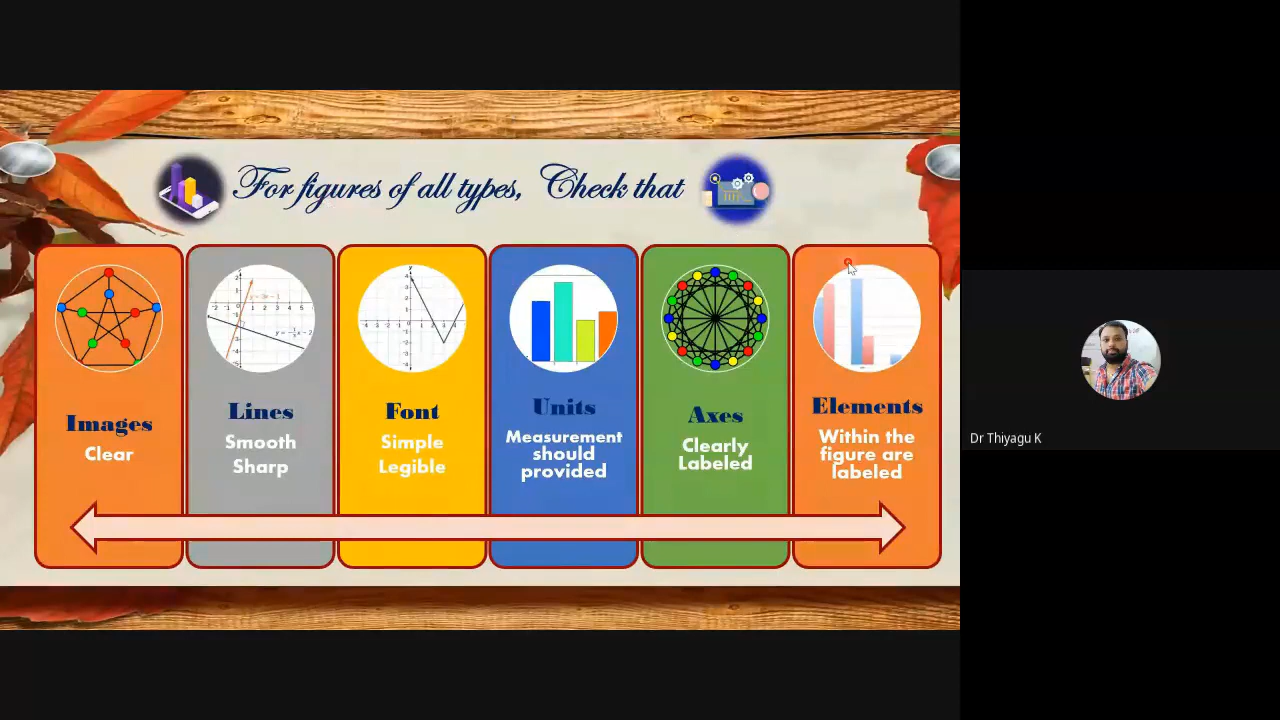 For figures of all types, Check that
Images
Clear
Lines
Smooth
Sharp
Font
Simple
Legible
Units
Measurement
should
provided
Axes
Clearly
Labeled
Elements
Within the
figure are
labeled
Dr Thiyagu K